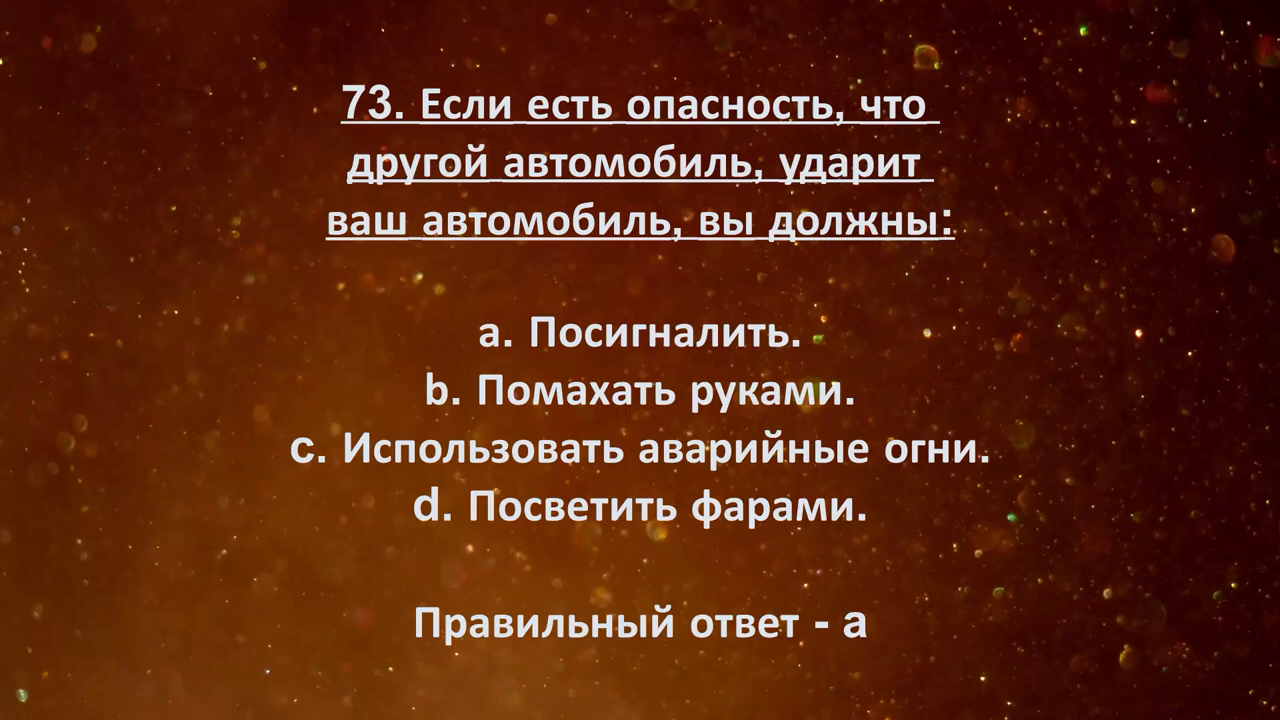 73. Если есть опасность, что
другой автомобиль, ударит
ваш автомобиль, вы должны:
a. Посигналить.
b. Помахать руками.
c. Использовать аварийные огни.
d. Посветить фарами.
Правильный ответ - a